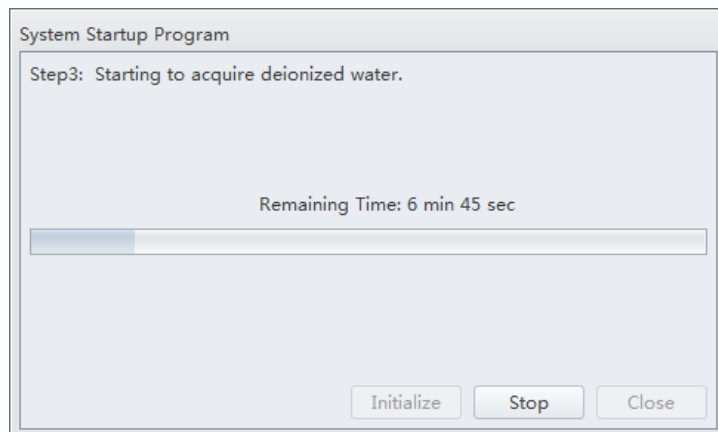 System Startup Program
Step3: Starting to acquire deionized water.
Remaining Time: 6 min 45 sec
Initialize Stop Close